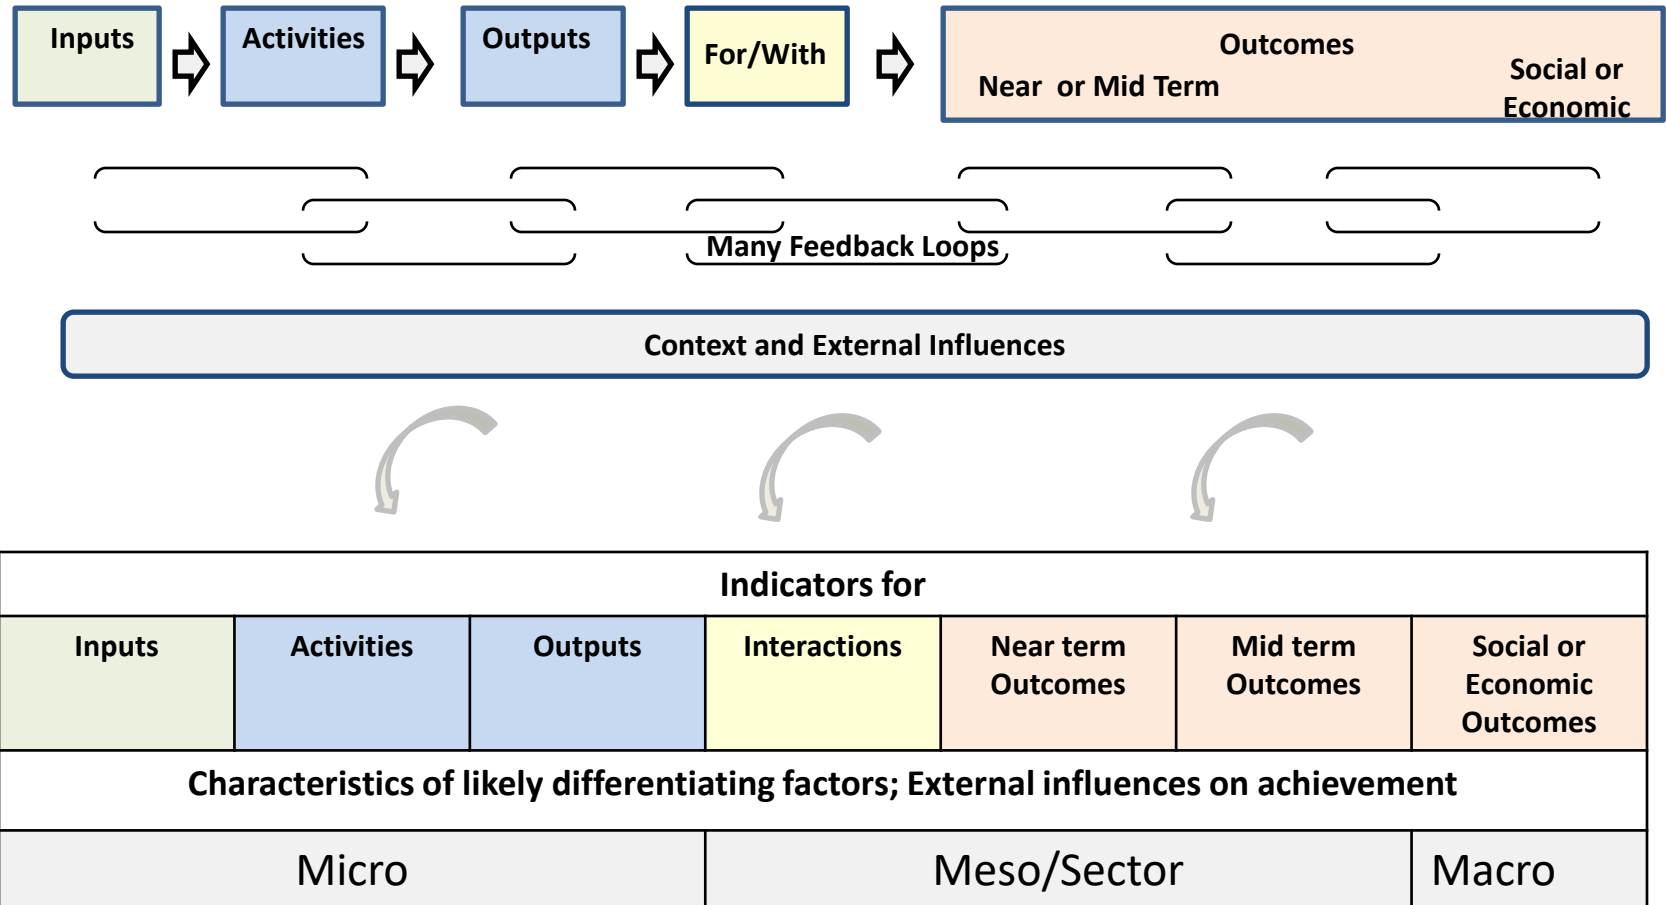 Inputs
Activities
Outputs
For/With
Outcomes
Near or Mid Term
Social or
Economic
Many Feedback Loops
Context and External Influences
Indicators for
Inputs
Activities
Outputs
Interactions
Near term
Outcomes
Mid term
Outcomes
Social or
Economic
Outcomes
Characteristics of likely differentiating factors; External influences on achievement
Micro
Meso/Sector
Macro